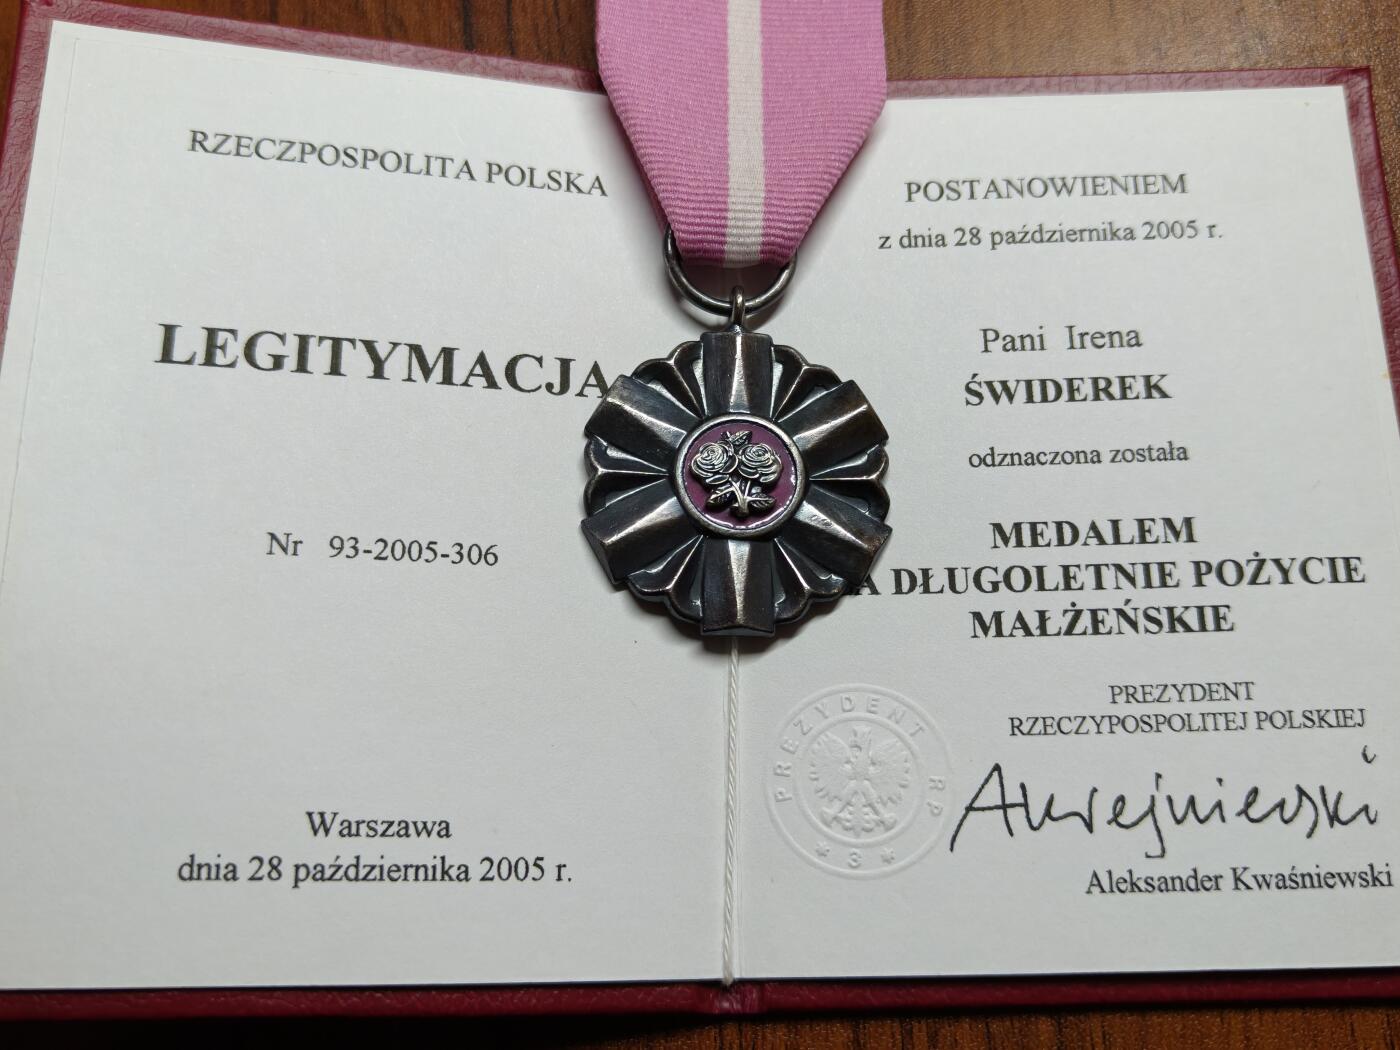 RZECZPOSPOLITA POLSKA
LEGITYMACJA
Nr 93-2005-306
Warszawa
dnia 28 października 2005 r.
POSTANOWIENIEM
z dnia 28 października 2005 r.
Pani Irena
ŚWIDEREK
odznaczona została
MEDALEM
A DŁUGOLETNIE POŻYCIE
MAŁŻEŃSKIE
PREZYDENT
RZECZYPOSPOLITEJ POLSKIEJ
Aleksander Kwaśniewski
PREZYDENT RP
* 3 *